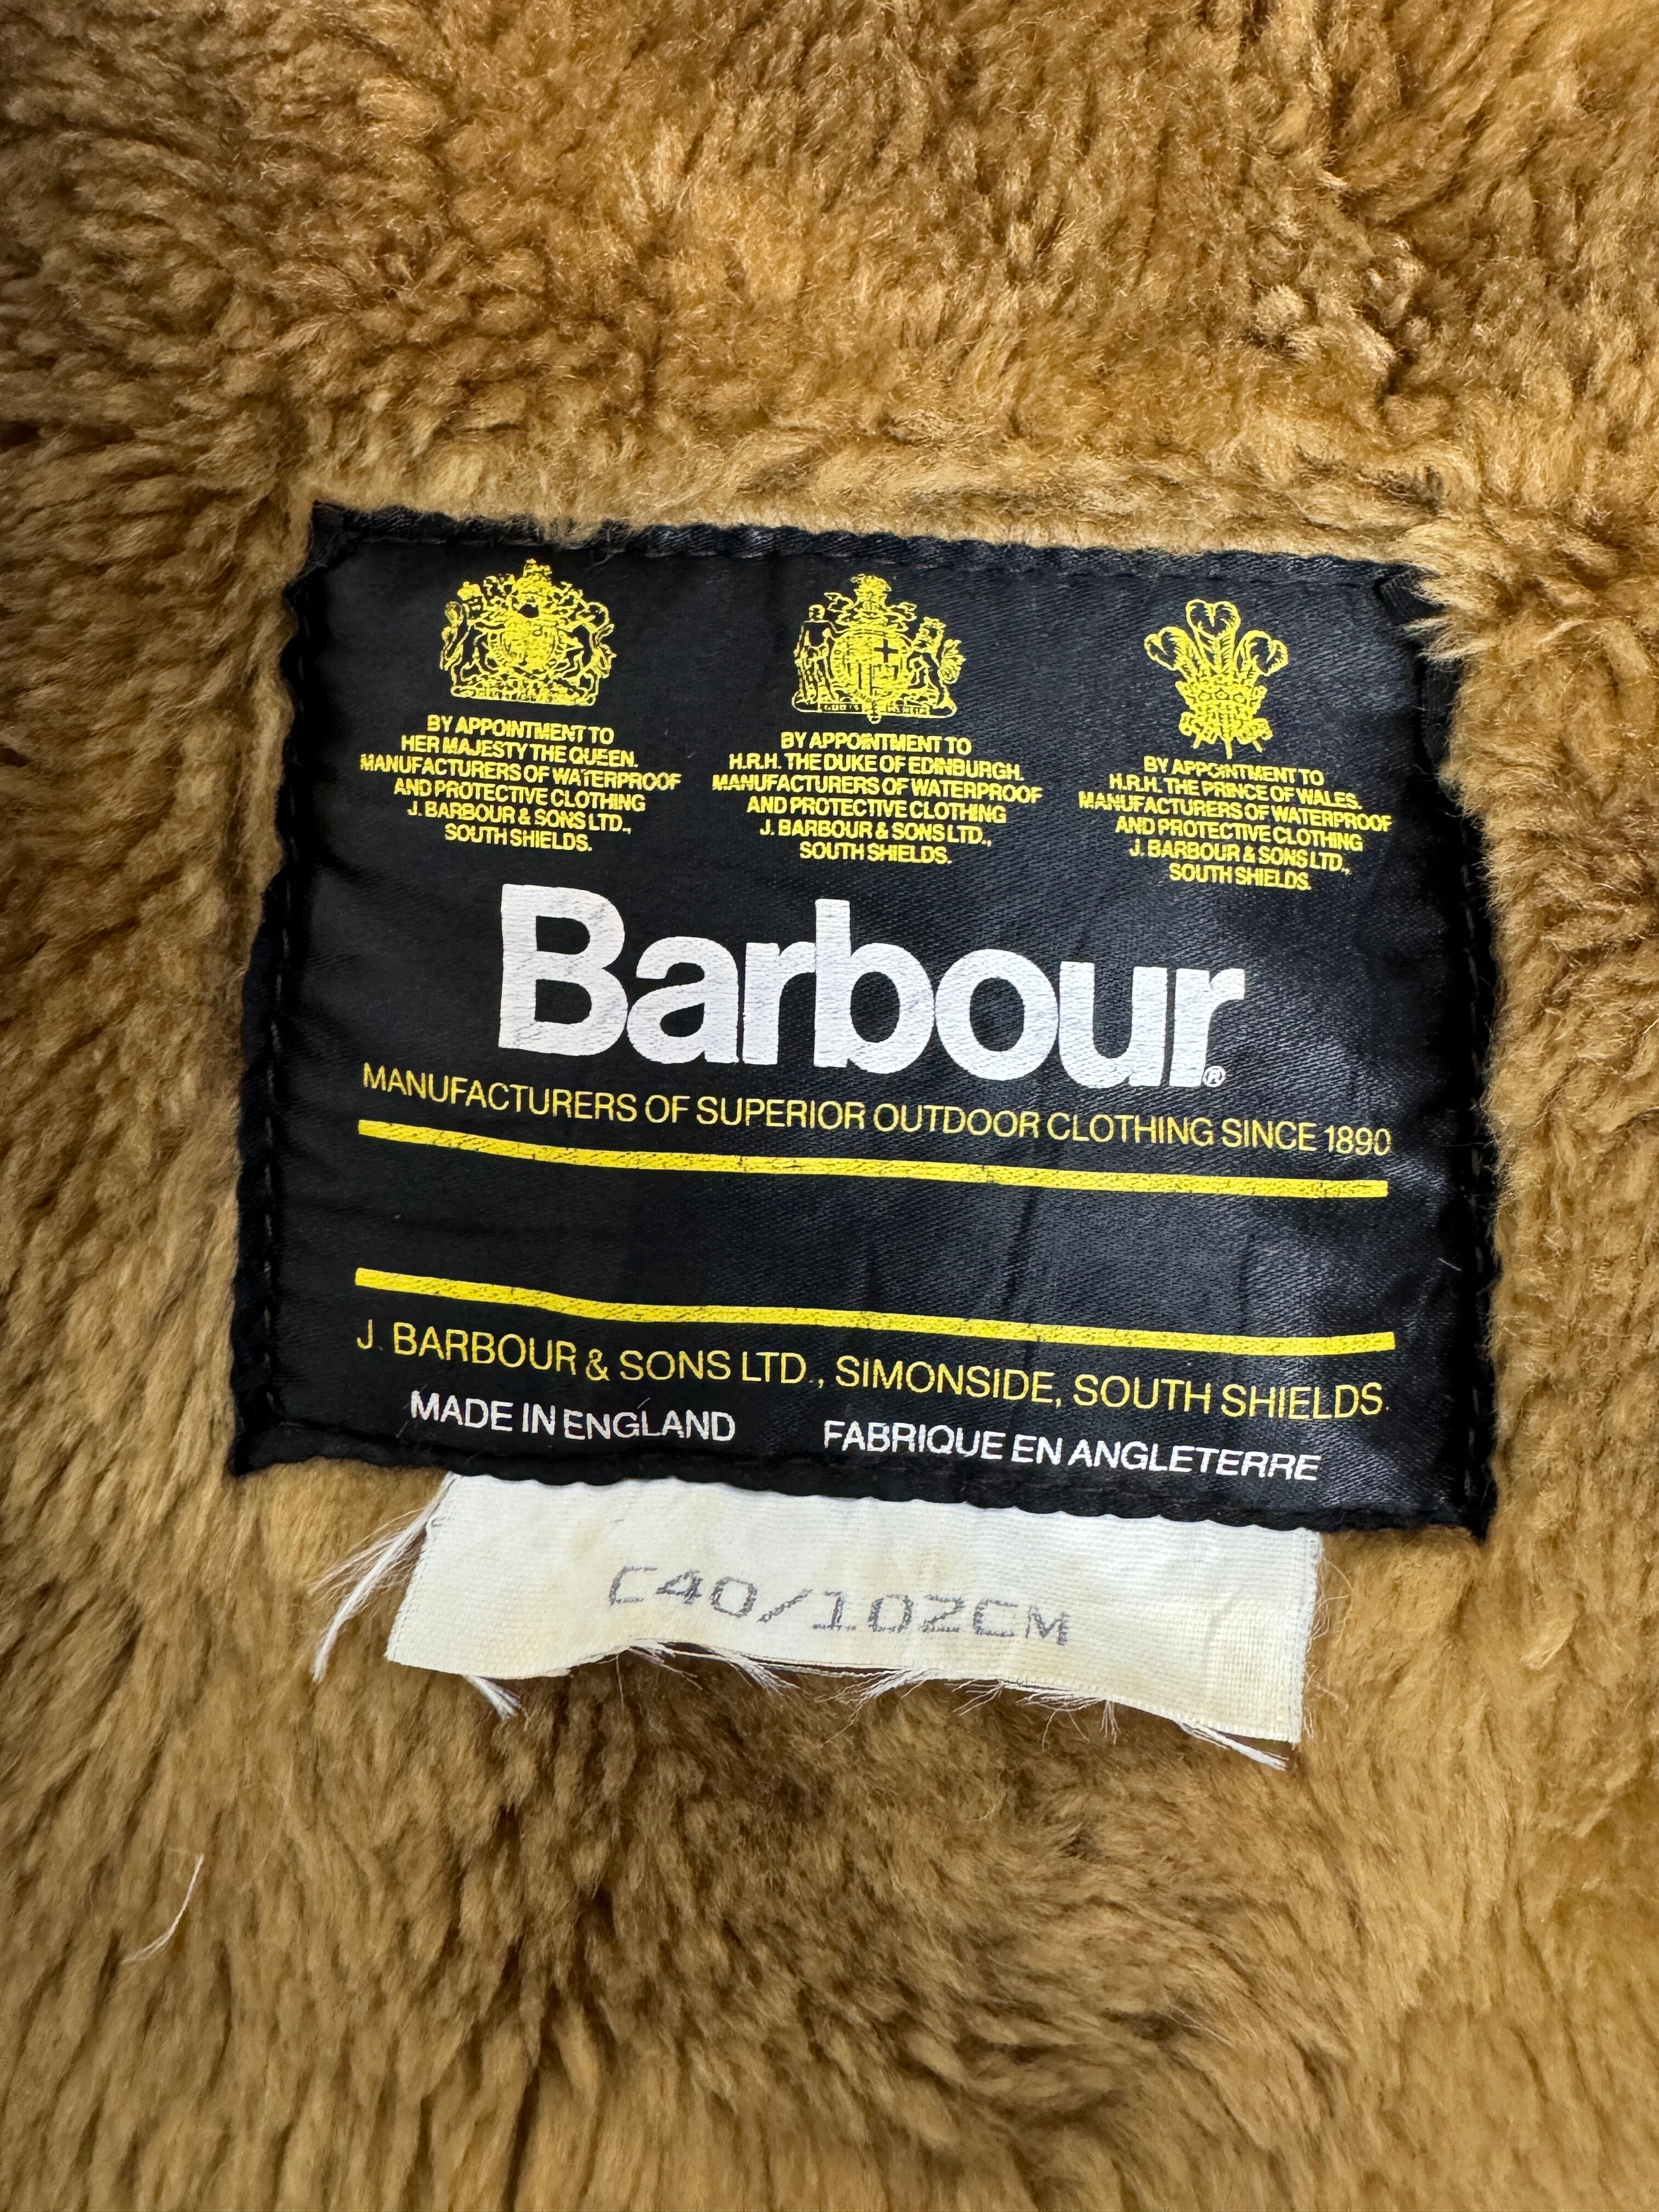 BY APPOINTMENT TO
HER MAJESTY THE QUEEN.
MANUFACTURERS OF WATERPROOF
AND PROTECTIVE CLOTHING
J. BARBOUR & SONS LTD.,
SOUTH SHIELDS.
BY APPOINTMENT TO
H.R.H. THE DUKE OF EDINBURGH.
MANUFACTURERS OF WATERPROOF
AND PROTECTIVE CLOTHING
J. BARBOUR & SONS LTD.,
SOUTH SHIELDS.
BY APPOINTMENT TO
H.R.H. THE PRINCE OF WALES.
MANUFACTURERS OF WATERPROOF
AND PROTECTIVE CLOTHING
J. BARBOUR & SONS LTD.,
SOUTH SHIELDS.
Barbour®
MANUFACTURERS OF SUPERIOR OUTDOOR CLOTHING SINCE 1890
J. BARBOUR & SONS LTD., SIMONSIDE, SOUTH SHIELDS.
MADE IN ENGLAND FABRIQUE EN ANGLETERRE
C40/102CM